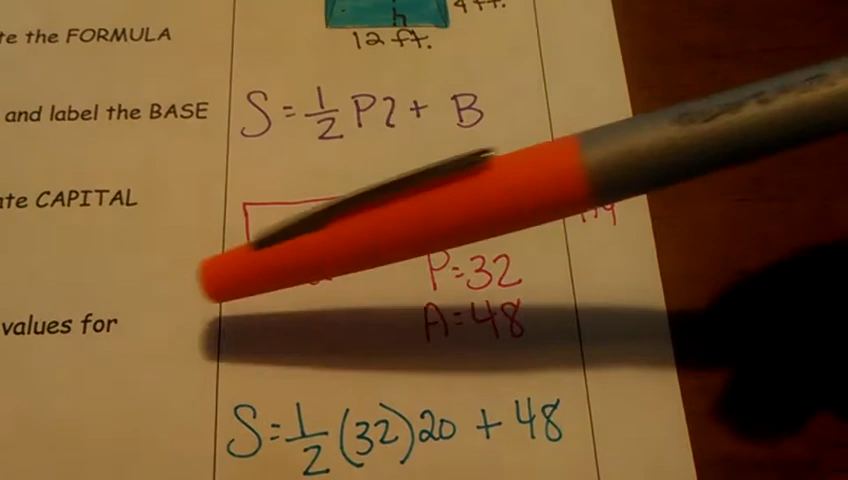 4 ft.
te the FORMULA
h
12 ft.
and label the BASE
S = 1/2 Pl + B
te CAPITAL
P=32
values for
A=48
S = 1/2 (32) 20 + 48